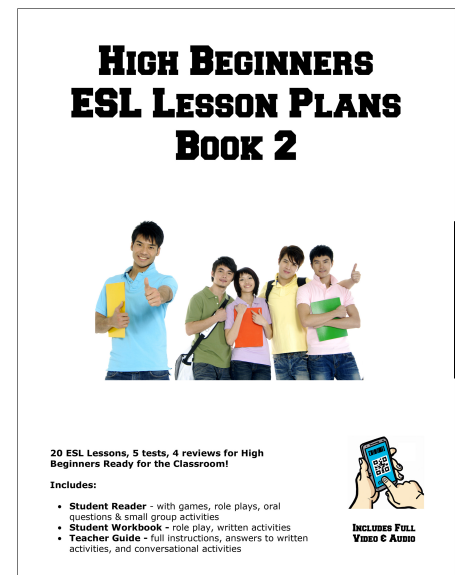 High Beginners
ESL Lesson Plans
Book 2
20 ESL Lessons, 5 tests, 4 reviews for High
Beginners Ready for the Classroom!
Includes:
• Student Reader - with games, role plays, oral
questions & small group activities
• Student Workbook - role play, written activities
• Teacher Guide - full instructions, answers to written
activities, and conversational activities
Includes Full
Video & Audio